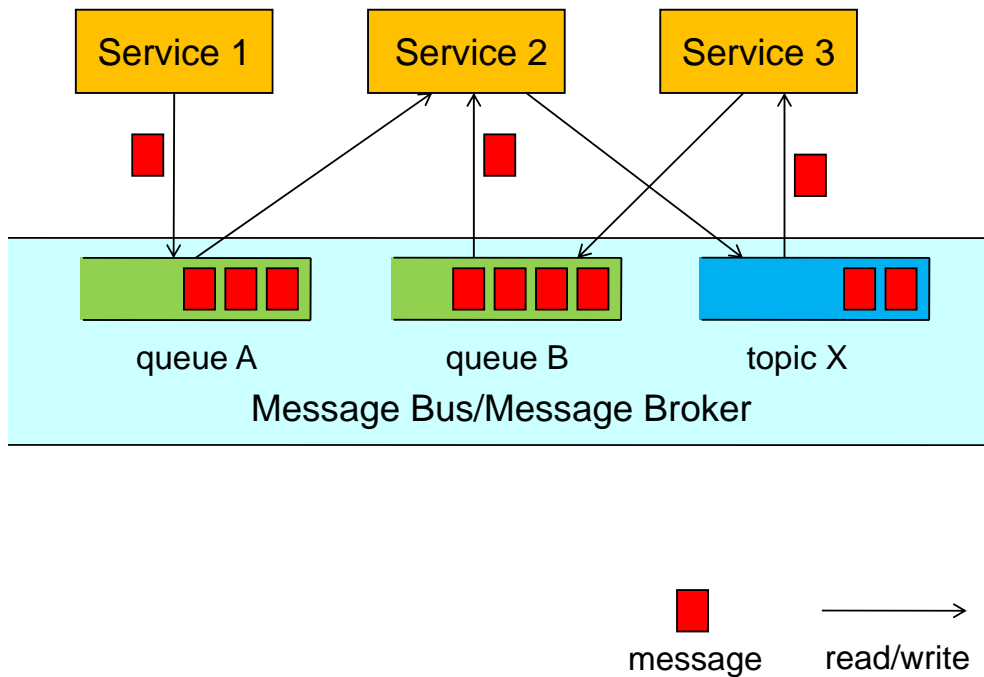 Service 1
Service 2
Service 3
queue A
queue B
topic X
Message Bus/Message Broker
message
read/write